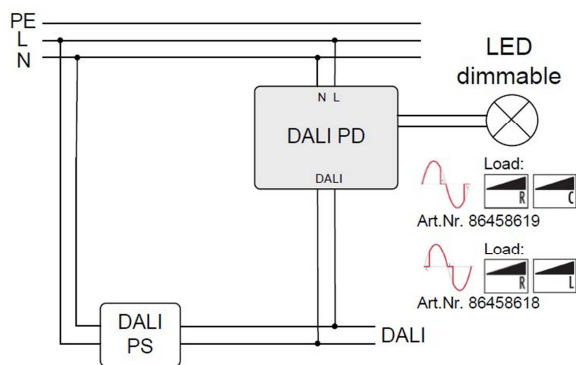 PE
L
N
LED
dimmable
N L
DALI PD
DALI
Load:
R C
Art.Nr. 86458619
Load:
R L
Art.Nr. 86458618
DALI
PS
DALI